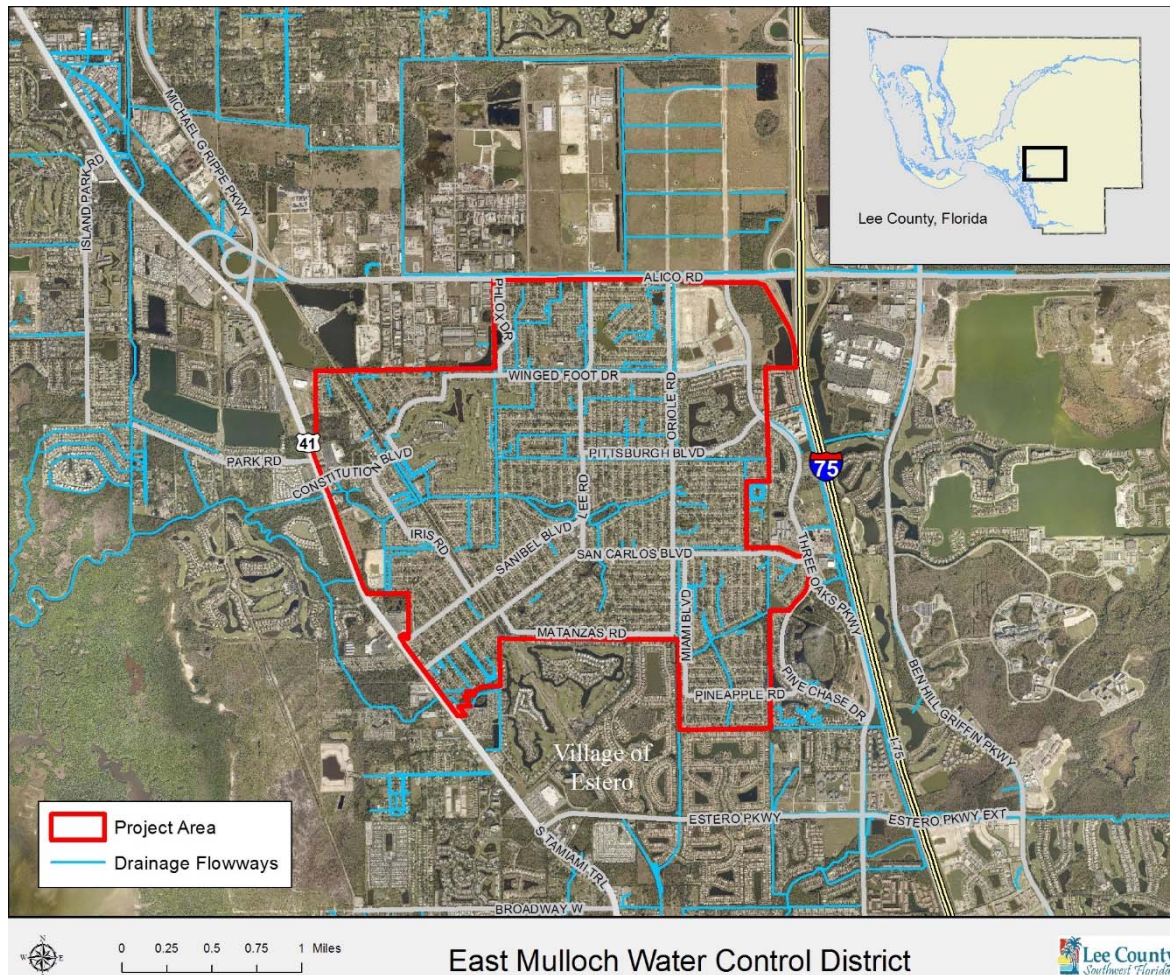 Lee County, Florida
MICHAEL G RIPPE PKWY
ISLAND PARK RD
ALICO RD
PHLOX DR
WINGED FOOT DR
ORIOLE RD
41
PARK RD
CONSTITUTION BLVD
PITTSBURGH BLVD
75
LEE RD
IRIS RD
SANIBEL BLVD
SAN CARLOS BLVD
THREE OAKS PKWY
MIAMI BLVD
MATANZAS RD
PINEAPPLE RD
PINE CHASE DR
BEN HILL GRIFFIN PKWY
I-75
Village of
Estero
ESTERO PKWY
ESTERO PKWY EXT
S TAMIAMI TRL
BROADWAY W
Project Area
Drainage Flowways
N
W
E
S
0 0.25 0.5 0.75 1 Miles
East Mulloch Water Control District
Lee County
Southwest Florida